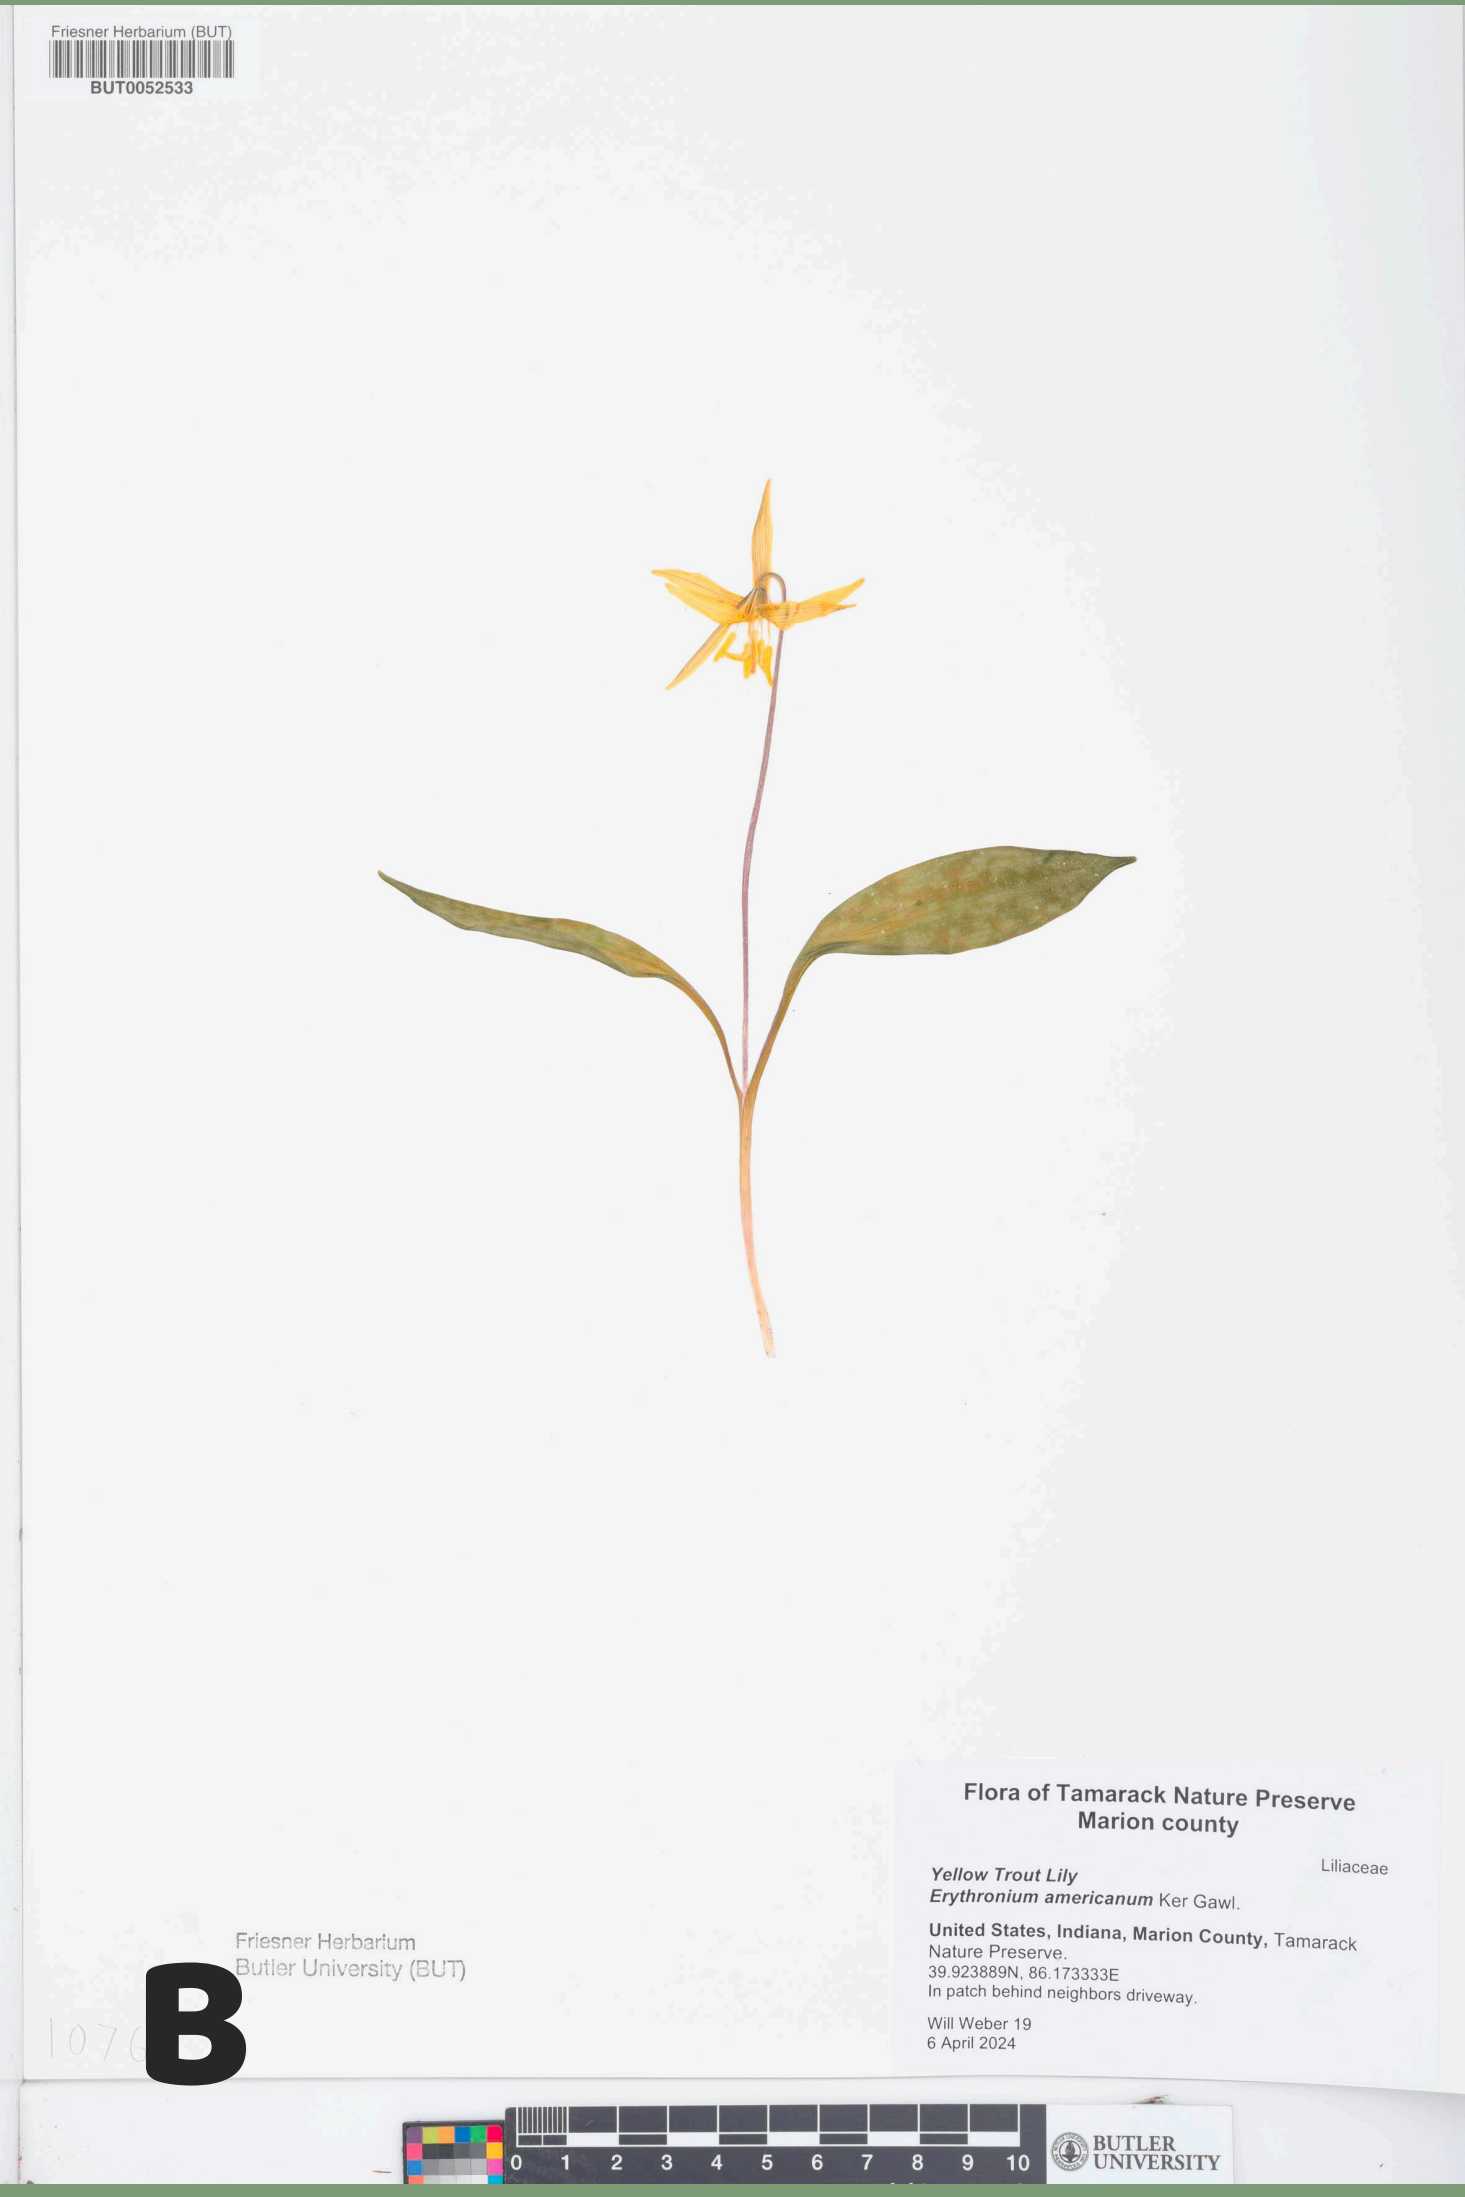 Friesner Herbarium (BUT)
BUT0052533
Flora of Tamarack Nature Preserve
Marion county
Liliaceae
Yellow Trout Lily
Erythronium americanum Ker Gawl.
United States, Indiana, Marion County, Tamarack
Nature Preserve.
39.923889N, 86.173333E
In patch behind neighbors driveway.
Will Weber 19
6 April 2024
Friesner Herbarium
Butler University (BUT)
B
0 1 2 3 4 5 6 7 8 9 10
BUTLER
UNIVERSITY